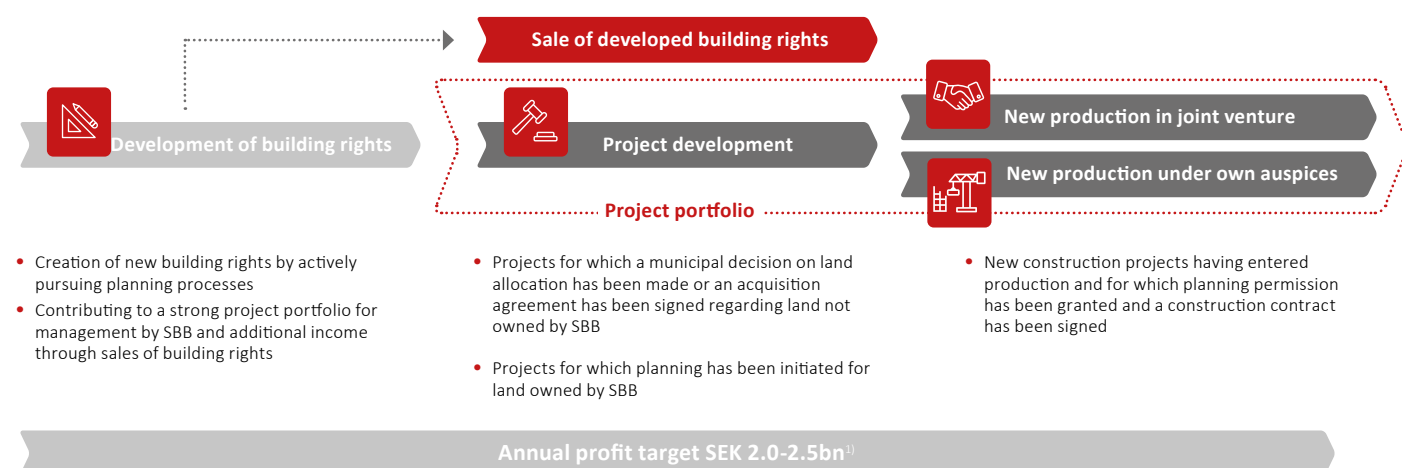 Sale of developed building rights
Development of building rights
Project development
New production in joint venture
New production under own auspices
Project portfolio
• Creation of new building rights by actively
pursuing planning processes
• Contributing to a strong project portfolio for
management by SBB and additional income
through sales of building rights
• Projects for which a municipal decision on land
allocation has been made or an acquisition
agreement has been signed regarding land not
owned by SBB
• Projects for which planning has been initiated for
land owned by SBB
• New construction projects having entered
production and for which planning permission
has been granted and a construction contract
has been signed
Annual profit target SEK 2.0-2.5bn¹⁾